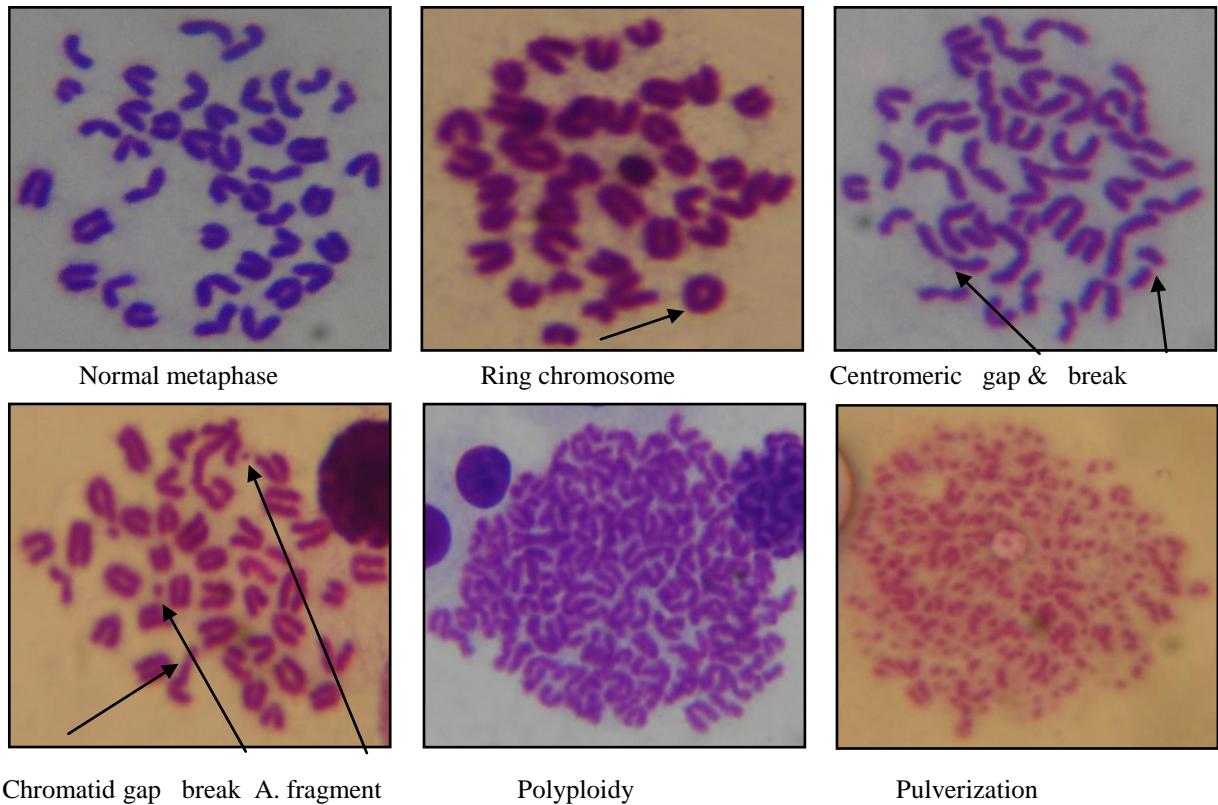 Normal metaphase Ring chromosome Centromeric gap & break
Chromatid gap break A. fragment Polyploidy Pulverization